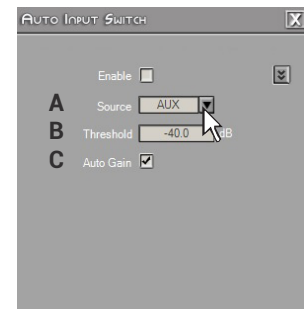 Auto Input Switch X
Enable
A Source AUX
B Threshold -40.0 dB
C Auto Gain